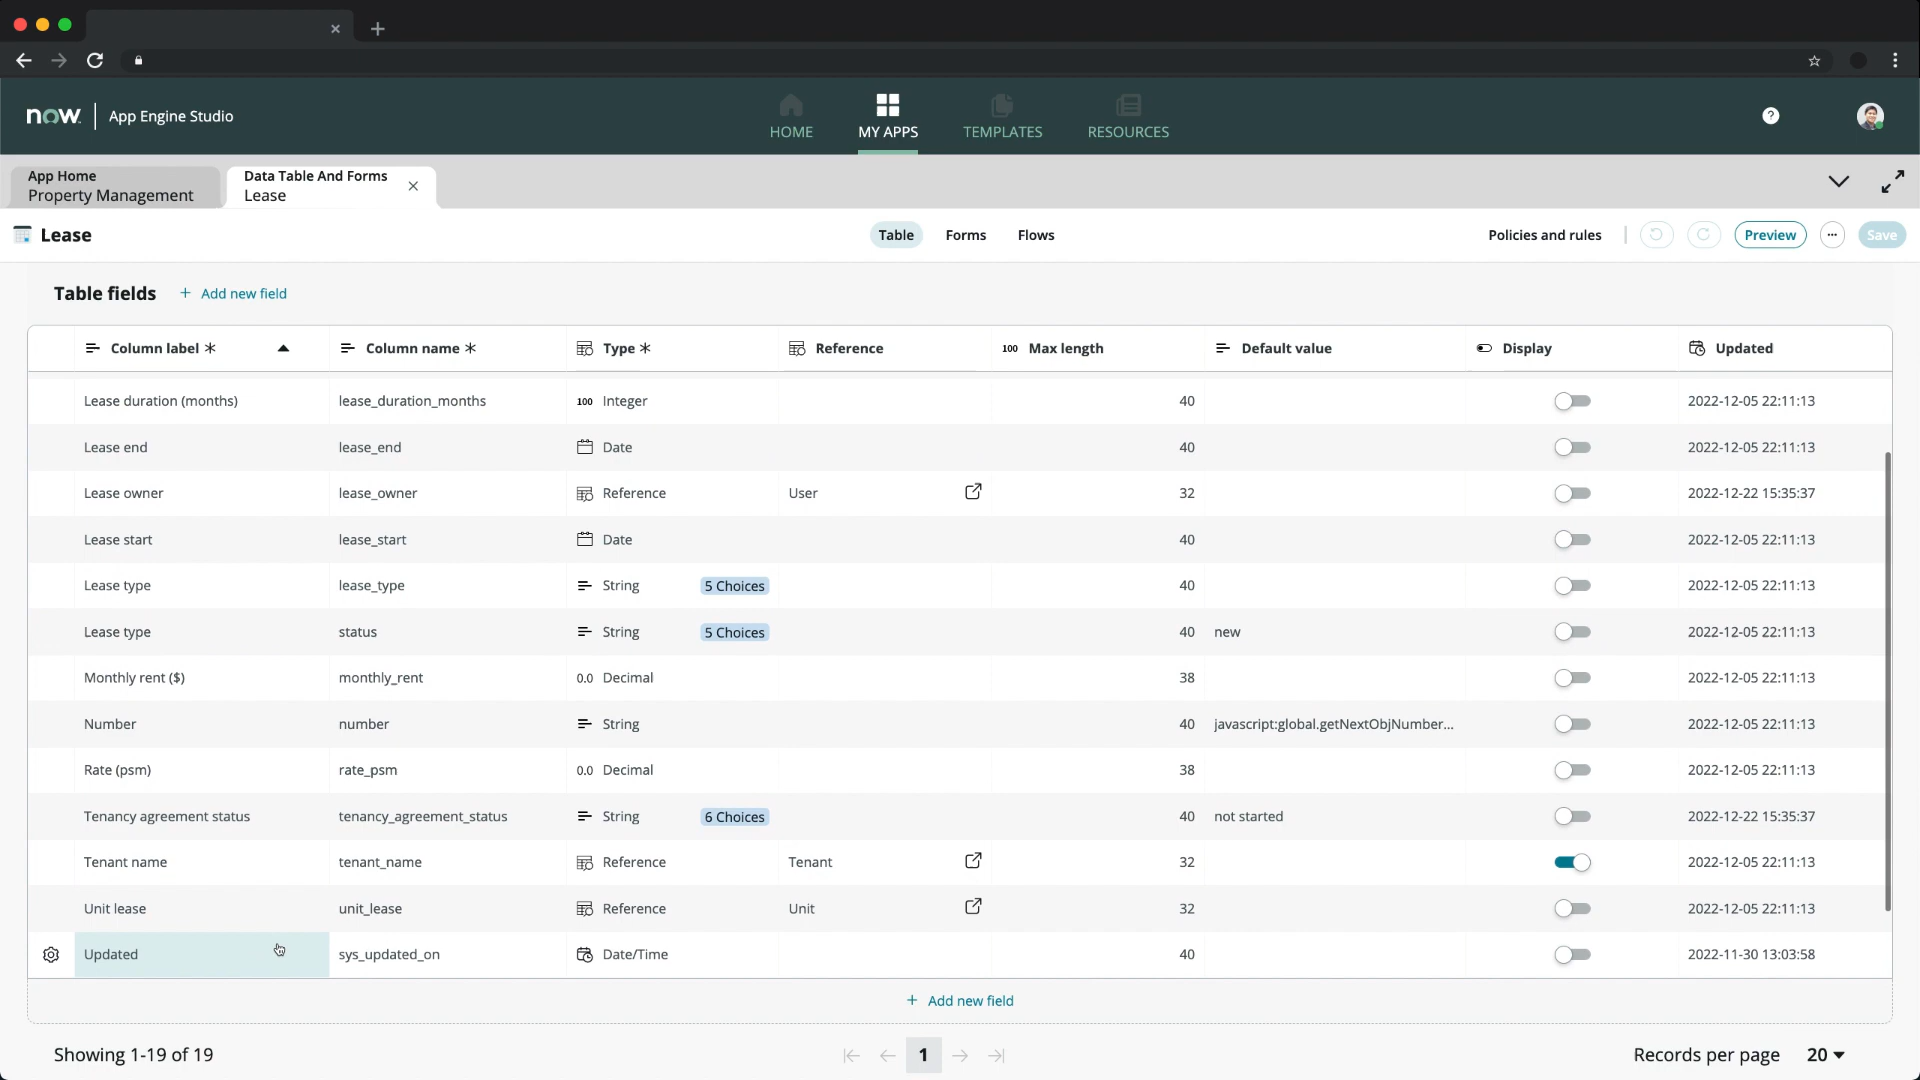 now. App Engine Studio
HOME MY APPS TEMPLATES RESOURCES
?
App Home
Property Management
Data Table And Forms
Lease
Lease
Table Forms Flows
Policies and rules Preview ... Save
Table fields + Add new field
Column label * Column name * Type * Reference 100 Max length Default value Display Updated
Lease duration (months) lease_duration_months 100 Integer 40 2022-12-05 22:11:13
Lease end lease_end Date 40 2022-12-05 22:11:13
Lease owner lease_owner Reference User 32 2022-12-22 15:35:37
Lease start lease_start Date 40 2022-12-05 22:11:13
Lease type lease_type String 5 Choices 40 2022-12-05 22:11:13
Lease type status String 5 Choices 40 new 2022-12-05 22:11:13
Monthly rent ($) monthly_rent 0.0 Decimal 38 2022-12-05 22:11:13
Number number String 40 javascript:global.getNextObjNumber... 2022-12-05 22:11:13
Rate (psm) rate_psm 0.0 Decimal 38 2022-12-05 22:11:13
Tenancy agreement status tenancy_agreement_status String 6 Choices 40 not started 2022-12-22 15:35:37
Tenant name tenant_name Reference Tenant 32 2022-12-05 22:11:13
Unit lease unit_lease Reference Unit 32 2022-12-05 22:11:13
Updated sys_updated_on Date/Time 40 2022-11-30 13:03:58
+ Add new field
Showing 1-19 of 19 1 Records per page 20